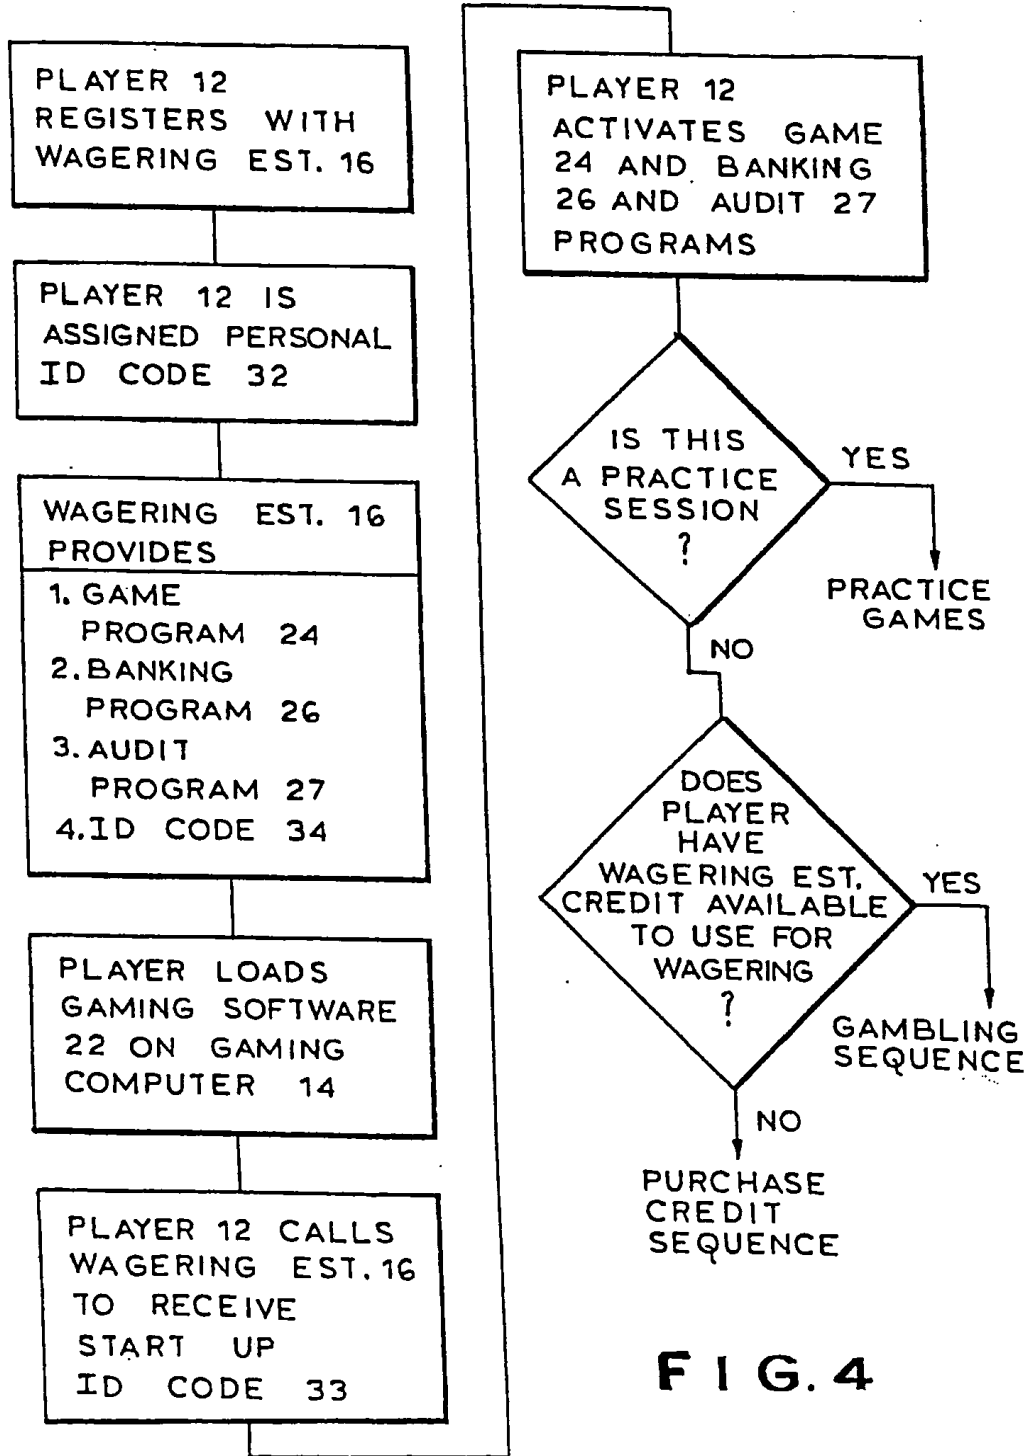 PLAYER 12
REGISTERS WITH
WAGERING EST. 16
PLAYER 12 IS
ASSIGNED PERSONAL
ID CODE 32
WAGERING EST. 16
PROVIDES
1. GAME
PROGRAM 24
2. BANKING
PROGRAM 26
3. AUDIT
PROGRAM 27
4. ID CODE 34
PLAYER LOADS
GAMING SOFTWARE
22 ON GAMING
COMPUTER 14
PLAYER 12 CALLS
WAGERING EST. 16
TO RECEIVE
START UP
ID CODE 33
PLAYER 12
ACTIVATES GAME
24 AND BANKING
26 AND AUDIT 27
PROGRAMS
IS THIS
A PRACTICE
SESSION
?
YES
PRACTICE
GAMES
NO
DOES
PLAYER
HAVE
WAGERING EST.
CREDIT AVAILABLE
TO USE FOR
WAGERING
?
YES
GAMBLING
SEQUENCE
NO
PURCHASE
CREDIT
SEQUENCE
FIG. 4